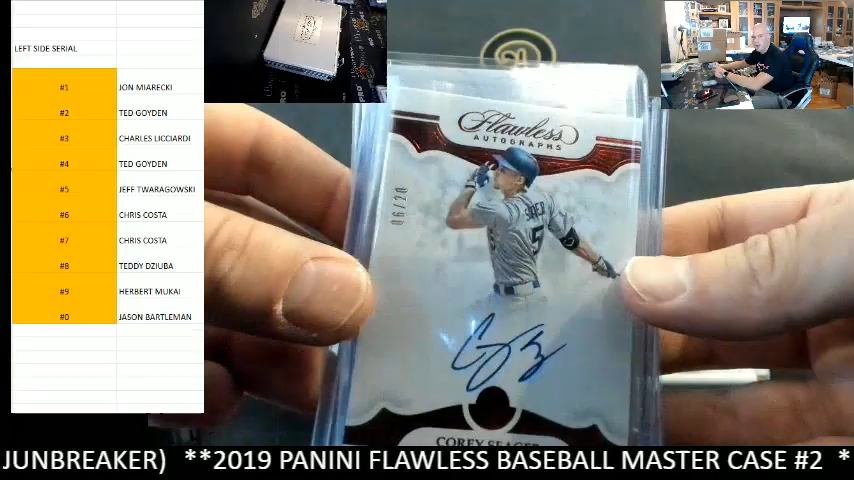 LEFT SIDE SERIAL
#1 JON MIARECKI
#2 TED GOYDEN
#3 CHARLES LICCIARDI
#4 TED GOYDEN
#5 JEFF TWARAGOWSKI
#6 CHRIS COSTA
#7 CHRIS COSTA
#8 TEDDY DZIUBA
#9 HERBERT MUKAI
#0 JASON BARTLEMAN
Flawless
AUTOGRAPHS
06/20
SEAGER
5
COREY SEAGER
JUNBREAKER) **2019 PANINI FLAWLESS BASEBALL MASTER CASE #2 *